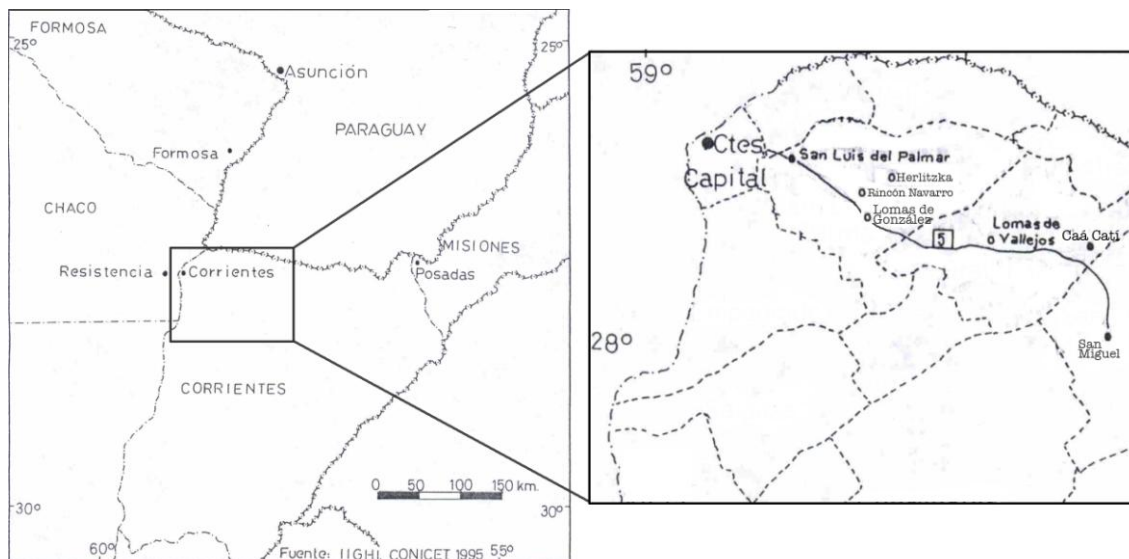 FORMOSA
25°
25°
Asunción
PARAGUAY
Formosa
CHACO
MISIONES
Posadas
Resistencia
Corrientes
CORRIENTES
0 50 100 150 km.
30°
30°
60°
Fuente: IIGHI. CONICET 1995
55°
59°
Ctes
Capital
San Luis del Palmar
Herlitzka
Rincón Navarro
Lomas de
González
5
Lomas de
Vallejos
Caá Catí
28°
San
Miguel